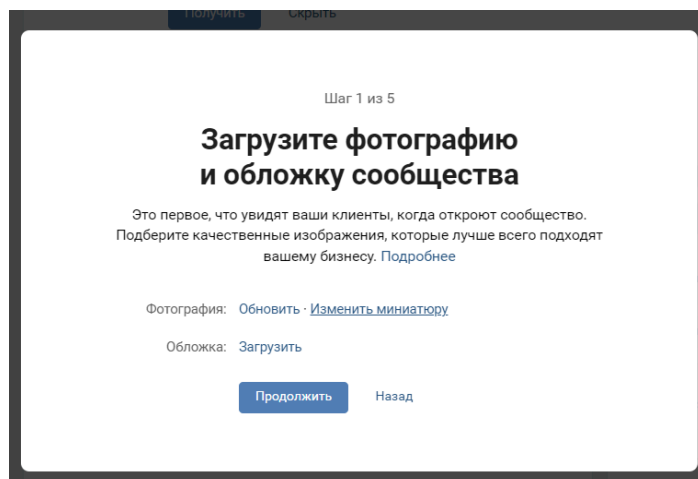 Получить Скрыть
Шаг 1 из 5
Загрузите фотографию
и обложку сообщества
Это первое, что увидят ваши клиенты, когда откроют сообщество.
Подберите качественные изображения, которые лучше всего подходят
вашему бизнесу. Подробнее
Фотография: Обновить · Изменить миниатюру
Обложка: Загрузить
Продолжить Назад